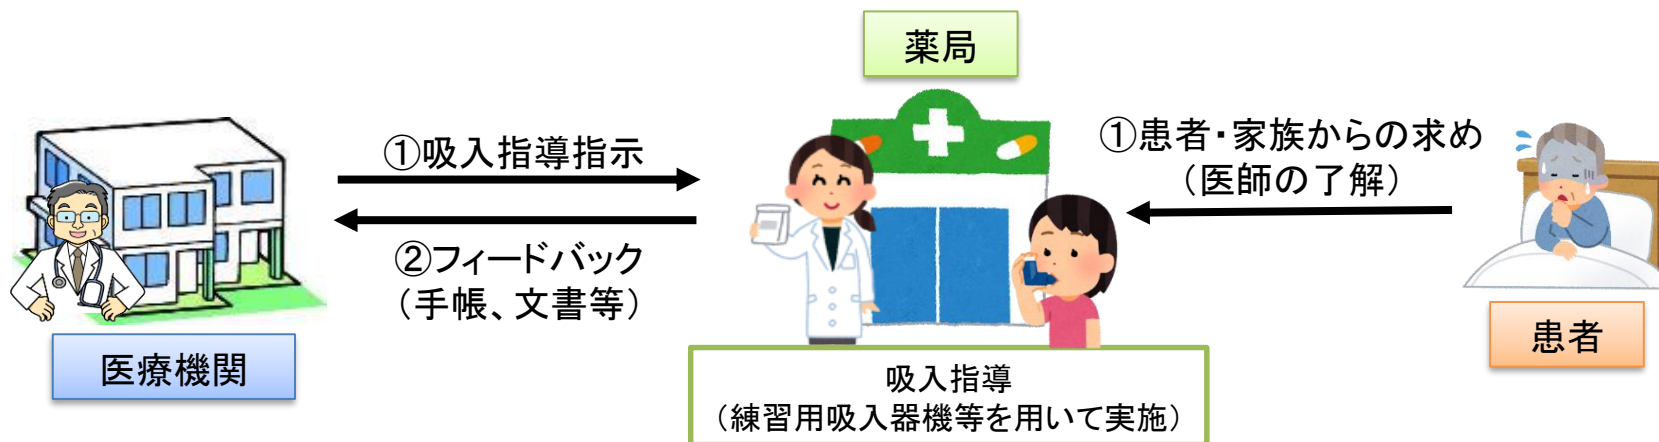 薬局
①吸入指導指示
②フィードバック
（手帳、文書等）
医療機関
①患者・家族からの求め
（医師の了解）
患者
吸入指導
（練習用吸入器機等を用いて実施）